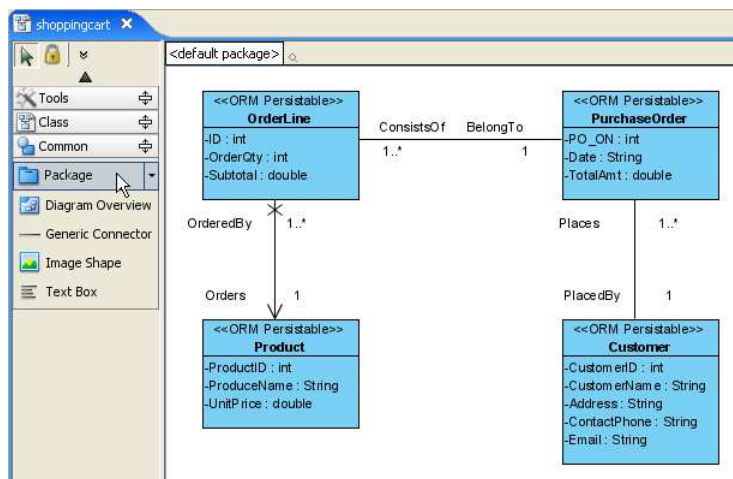 shoppingcart
<default package>
Tools
Class
Common
Package
Diagram Overview
Generic Connector
Image Shape
Text Box
<<ORM Persistable>>
OrderLine
-ID : int
-OrderQty : int
-Subtotal : double
ConsistsOf BelongTo
1..* 1
<<ORM Persistable>>
PurchaseOrder
-PO_ON : int
-Date : String
-TotalAmt : double
OrderedBy 1..*
Orders 1
Places 1..*
PlacedBy 1
<<ORM Persistable>>
Product
-ProductID : int
-ProduceName : String
-UnitPrice : double
<<ORM Persistable>>
Customer
-CustomerID : int
-CustomerName : String
-Address : String
-ContactPhone : String
-Email : String